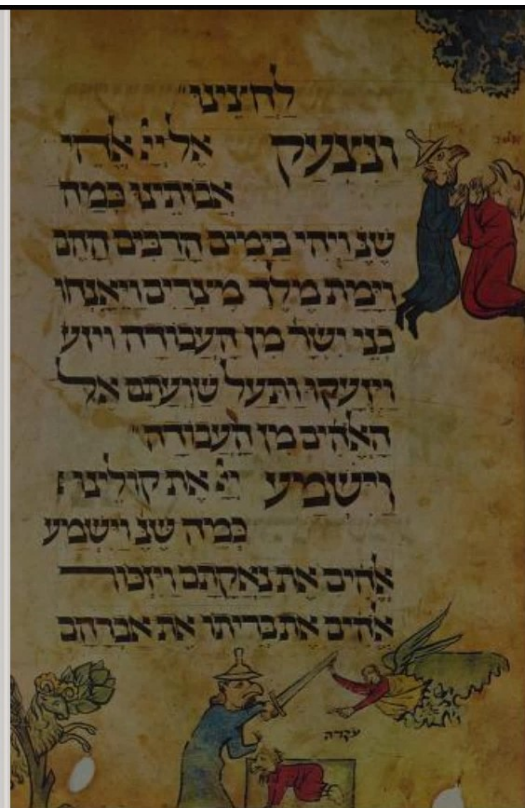 לחצינו
ונצעק אל יי אלהי
אבותינו כמה
שנ ויהי בימים הרבים ההם
וימת מלך מיצרים ויאנחו
בני ישר מן העבודה ויזע
ויזעקו ותעל שועתם אל
האלהים מן העבודה
וישמע יי את קולינו
כמה שנ וישמע
אלהים את נאקתם ויזכור
אלהים את בריתו את אברהם
עקדה